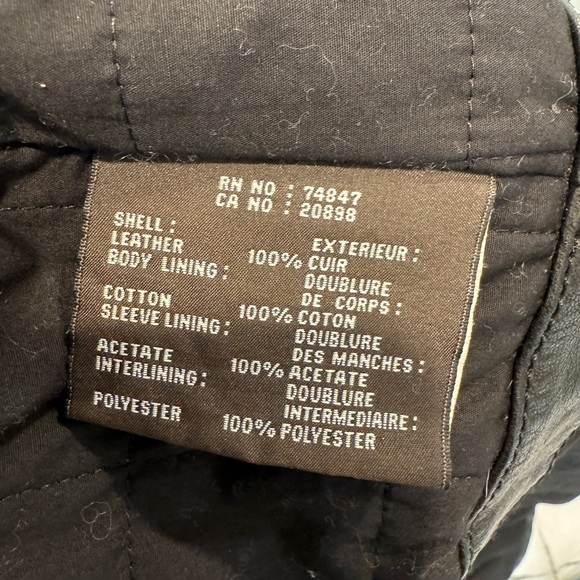 RN NO : 74847
CA NO : 20898
SHELL :
LEATHER 100% 
BODY LINING :
COTTON 100%
SLEEVE LINING :
ACETATE 100%
INTERLINING :
POLYESTER 100%
EXTERIEUR :
CUIR
DOUBLURE
DE CORPS :
COTON
DOUBLURE
DES MANCHES :
ACETATE
DOUBLURE
INTERMEDIAIRE :
POLYESTER